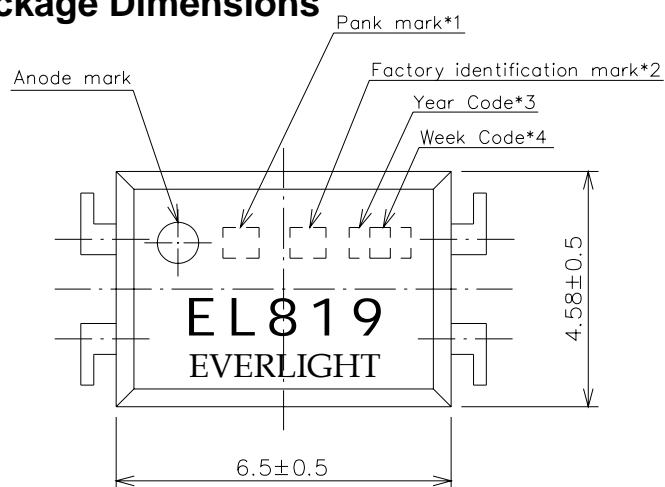 ckage Dimensions
Pank mark*1
Factory identification mark*2
Anode mark
Year Code*3
Week Code*4
4.58±0.5
EL819
EVERLIGHT
6.5±0.5